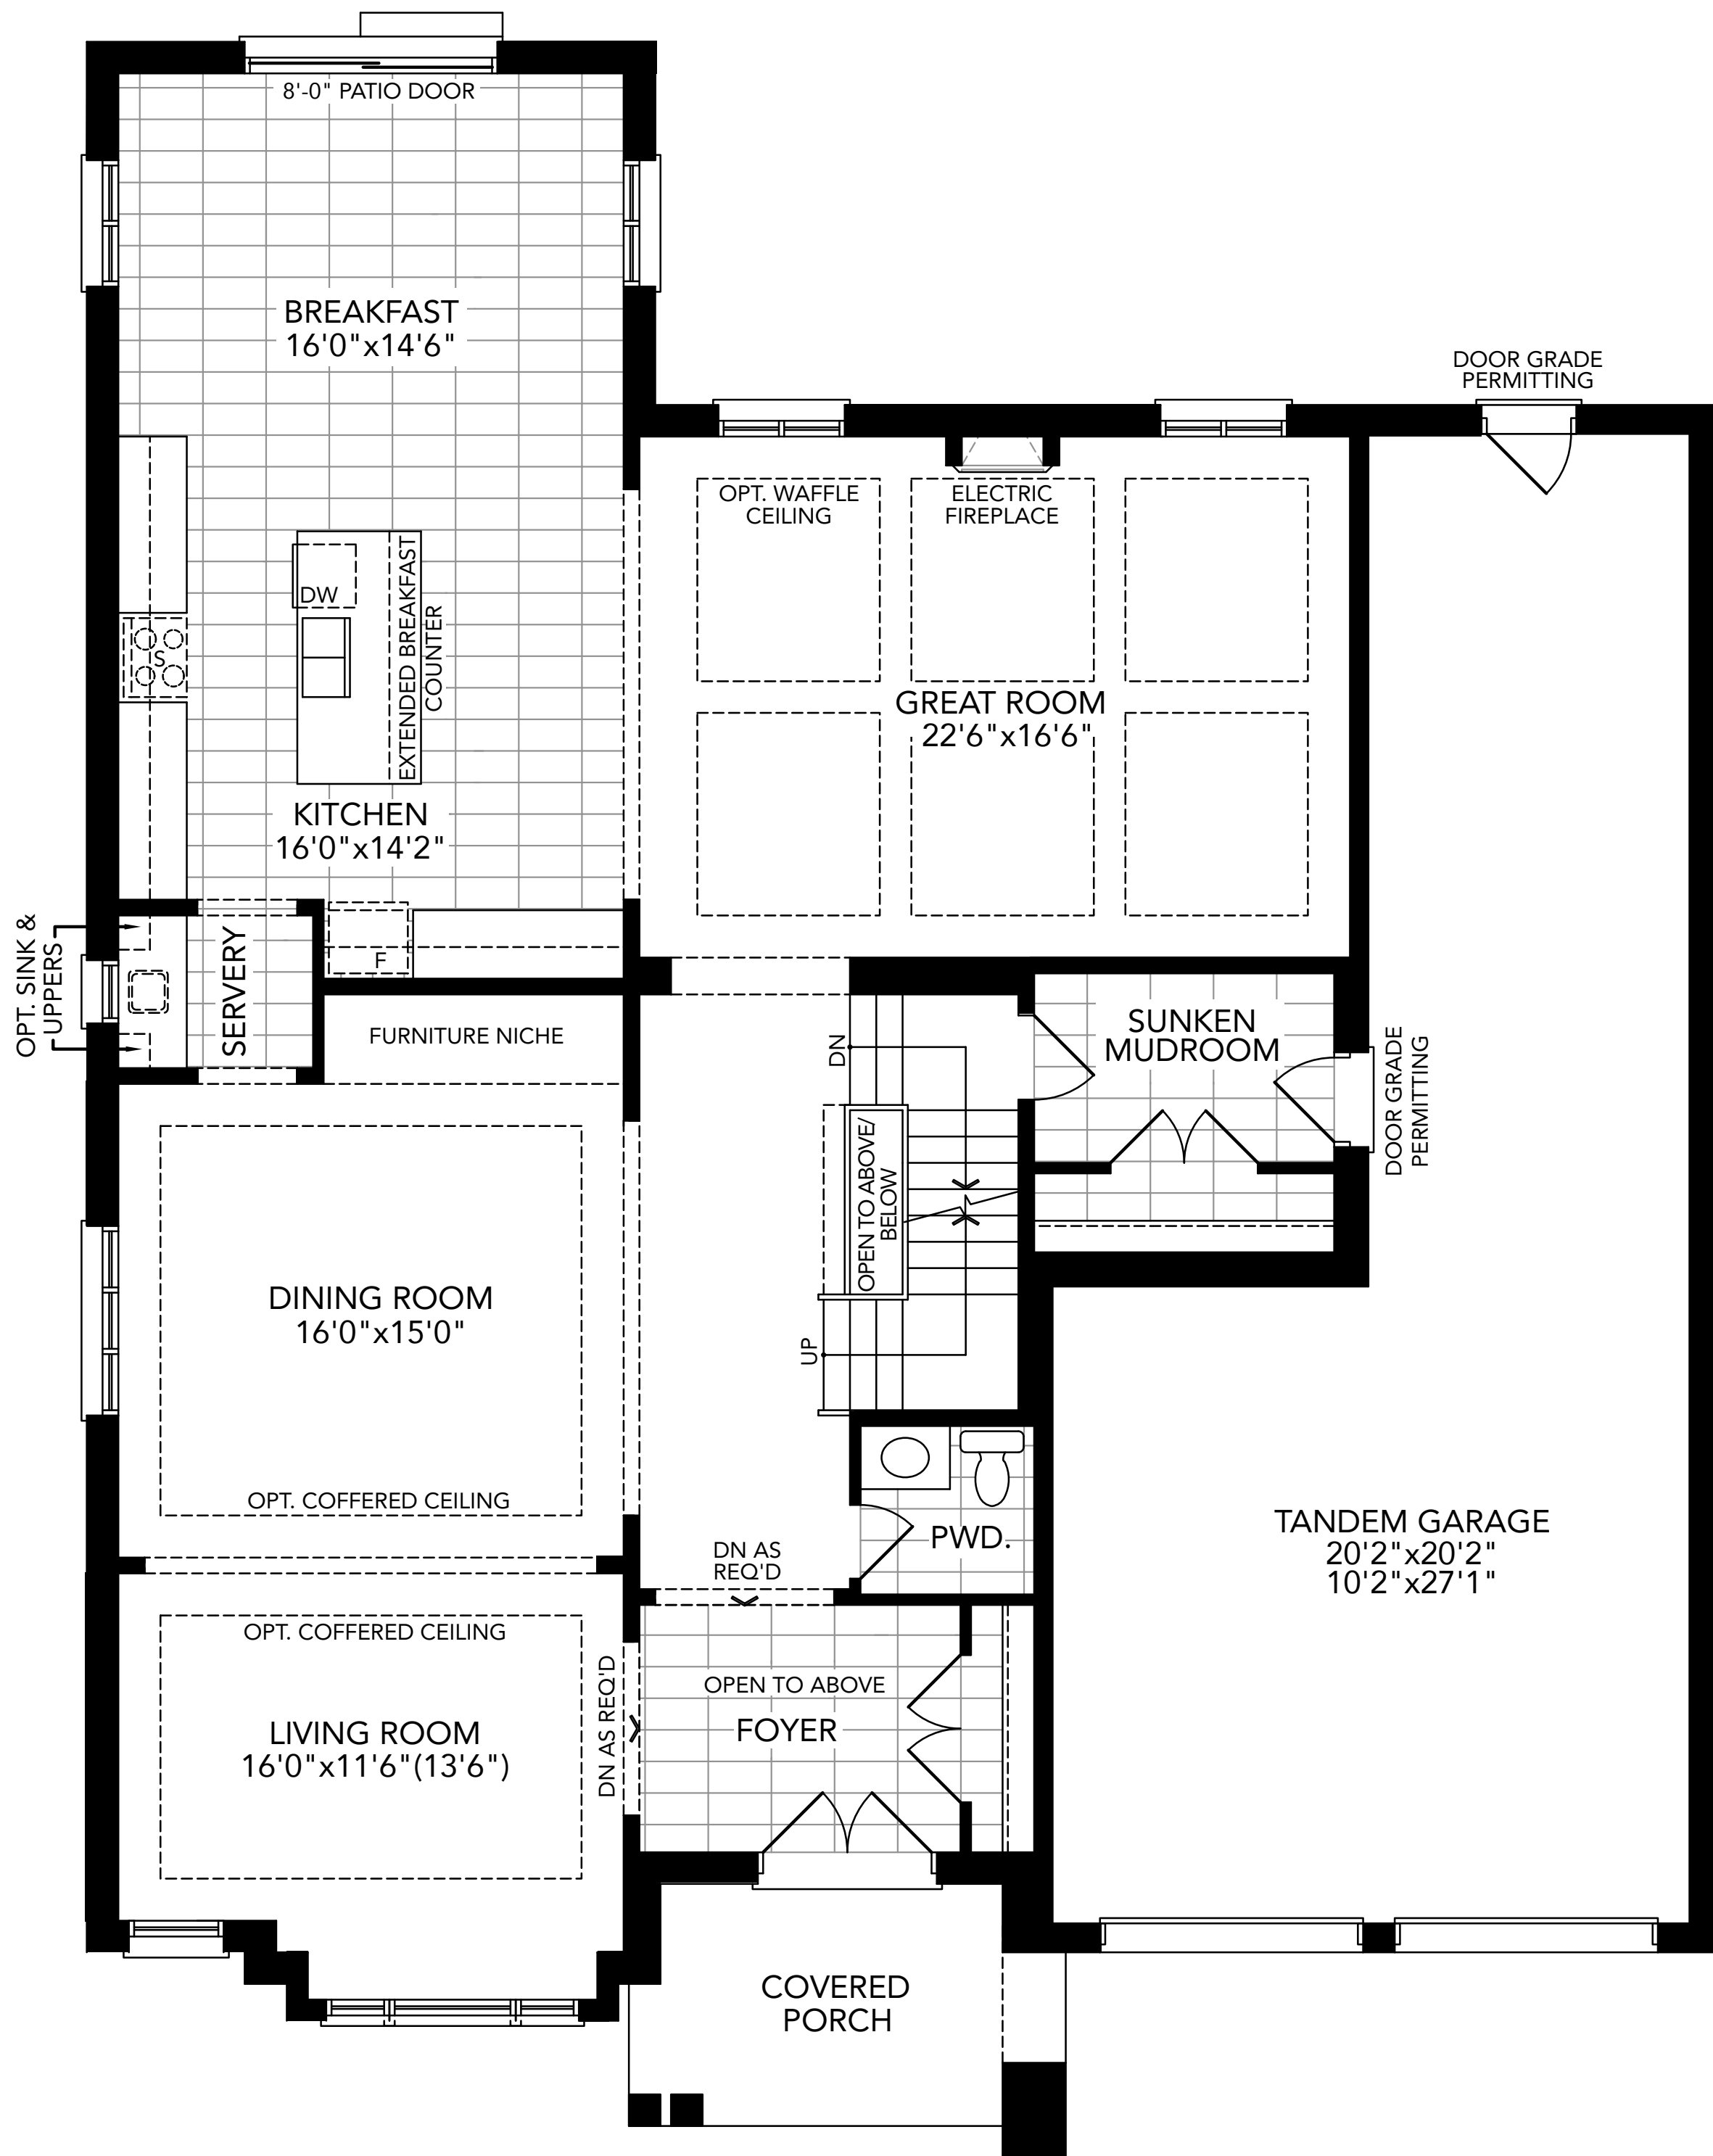 8'-0" PATIO DOOR
BREAKFAST
16'0"x14'6"
DOOR GRADE
PERMITTING
OPT. WAFFLE
CEILING
ELECTRIC
FIREPLACE
DW
EXTENDED BREAKFAST
COUNTER
S
GREAT ROOM
22'6"x16'6"
KITCHEN
16'0"x14'2"
OPT. SINK &
UPPERS
SERVERY
F
FURNITURE NICHE
DN
SUNKEN
MUDROOM
DOOR GRADE
PERMITTING
OPEN TO ABOVE/
BELOW
DINING ROOM
16'0"x15'0"
UP
OPT. COFFERED CEILING
PWD.
TANDEM GARAGE
20'2"x20'2"
10'2"x27'1"
DN AS
REQ'D
OPT. COFFERED CEILING
DN AS REQ'D
OPEN TO ABOVE
FOYER
LIVING ROOM
16'0"x11'6"(13'6")
COVERED
PORCH